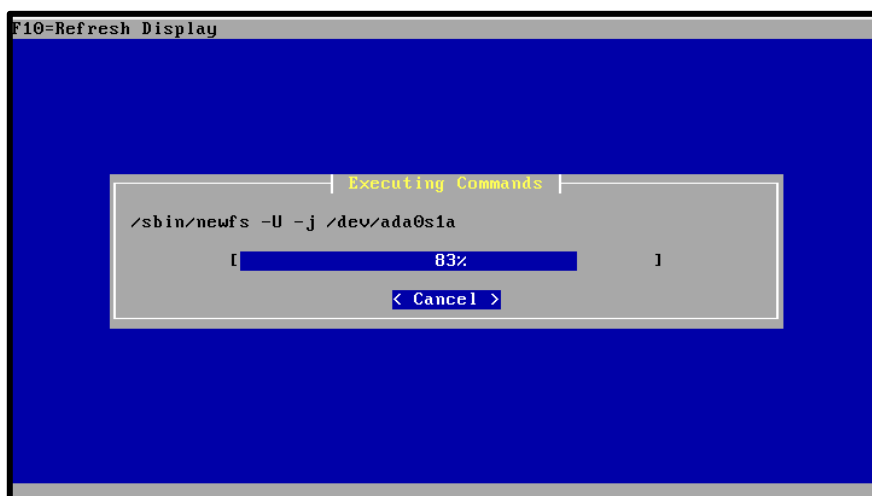 F10=Refresh Display
Executing Commands
/sbin/newfs -U -j /dev/ada0s1a
[ 83% ]
< Cancel >